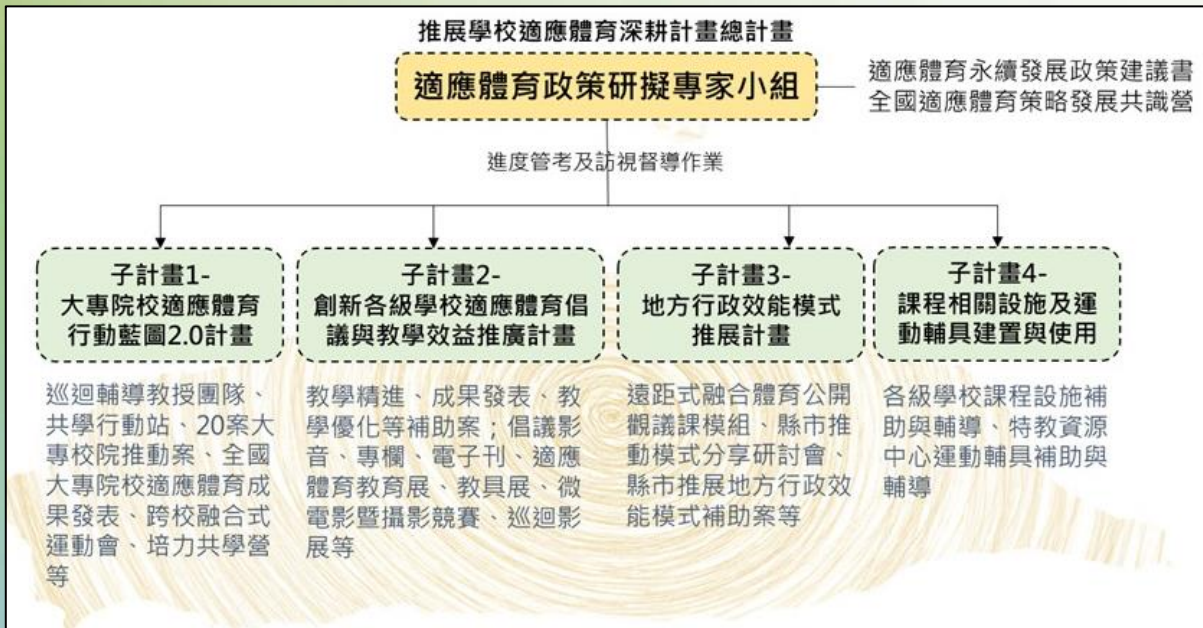 推展學校適應體育深耕計畫總計畫
適應體育政策研擬專家小組
適應體育永續發展政策建議書
全國適應體育策略發展共識營
進度管考及訪視督導作業
子計畫1-
大專院校適應體育
行動藍圖2.0計畫
巡迴輔導教授團隊、
共學行動站、20案大
專校院推動案、全國
大專院校適應體育成
果發表、跨校融合式
運動會、培力共學營
等
子計畫2-
創新各級學校適應體育倡
議與教學效益推廣計畫
教學精進、成果發表、教
學優化等補助案；倡議影
音、專欄、電子刊、適應
體育教育展、教具展、微
電影暨攝影競賽、巡迴影
展等
子計畫3-
地方行政效能模式
推展計畫
遠距式融合體育公開
觀議課模組、縣市推
動模式分享研討會、
縣市推展地方行政效
能模式補助案等
子計畫4-
課程相關設施及運
動輔具建置與使用
各級學校課程設施補
助與輔導、特教資源
中心運動輔具補助與
輔導